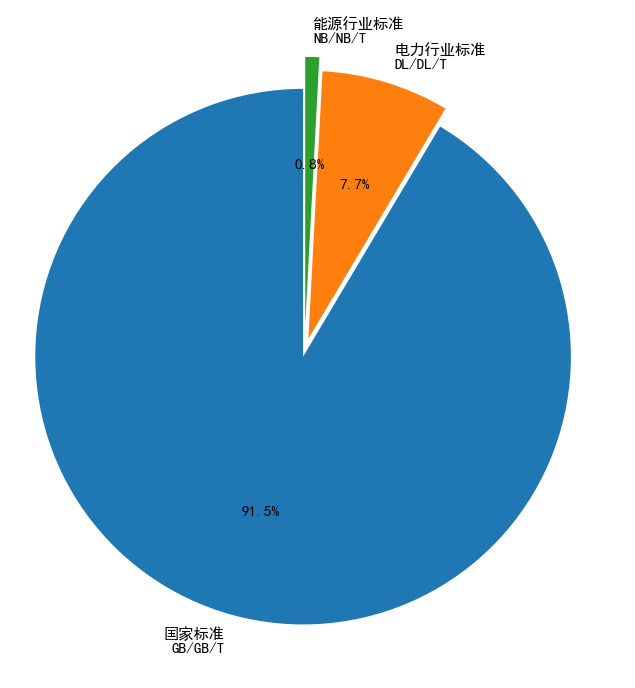 能源行业标准
NB/NB/T
电力行业标准
DL/DL/T
0.8%
7.7%
91.5%
国家标准
GB/GB/T